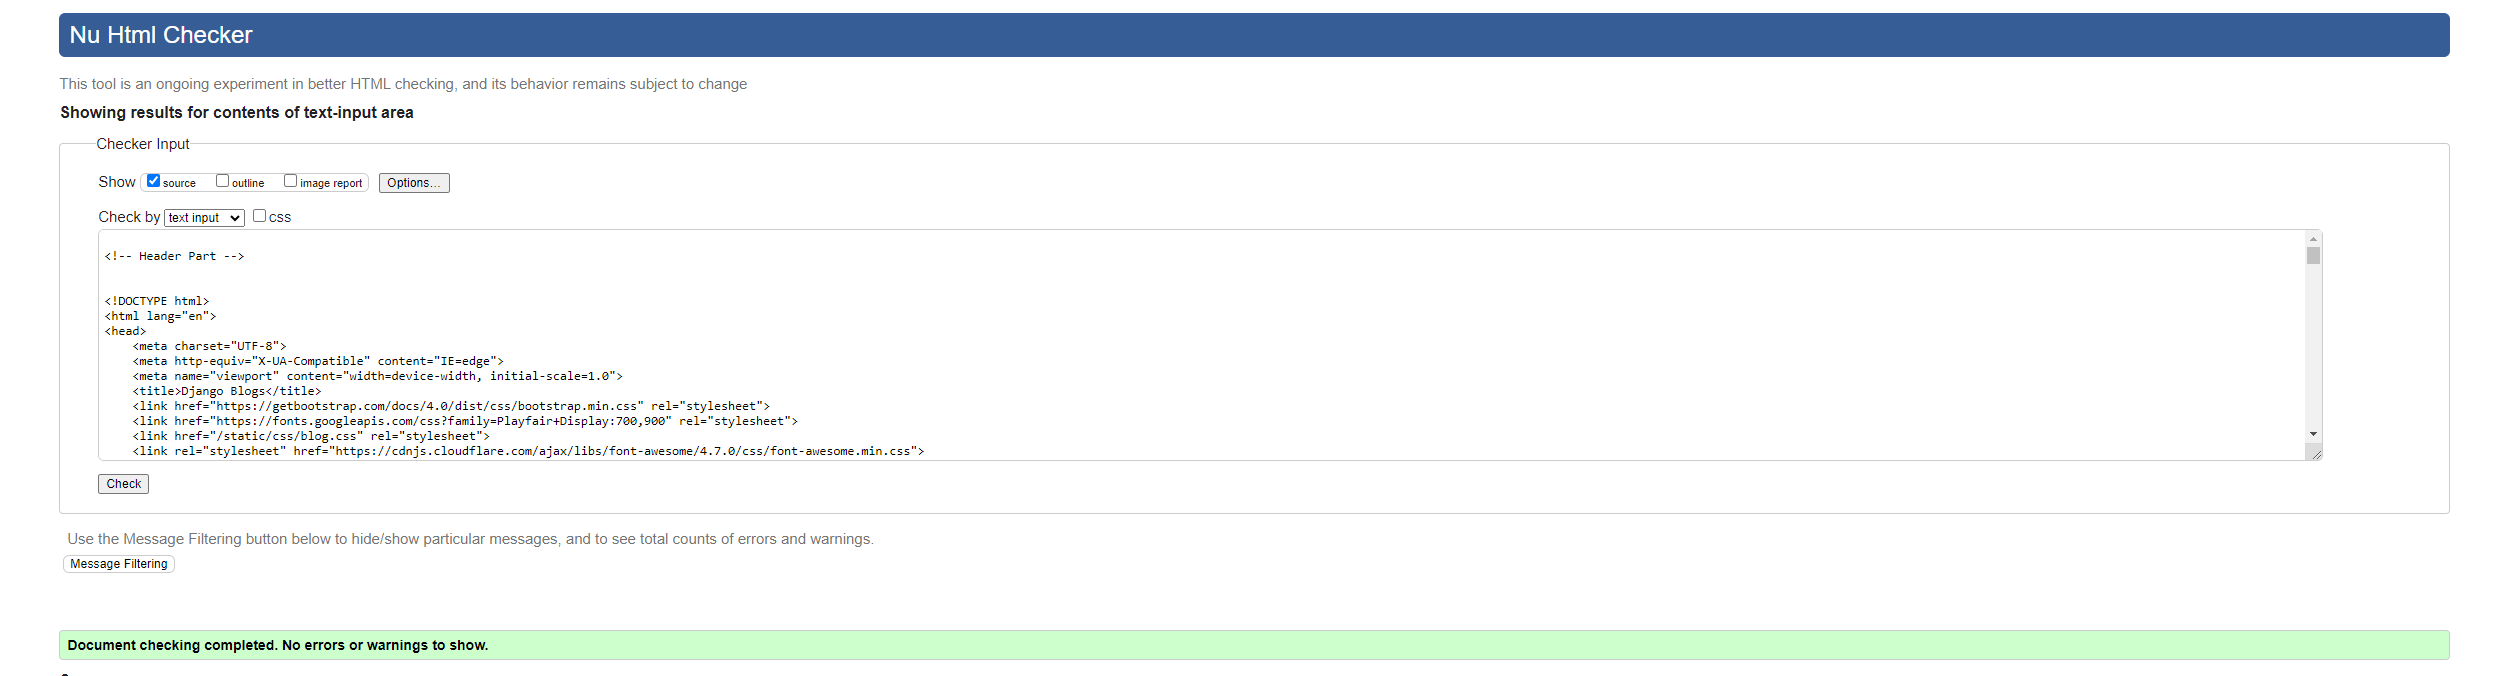 Nu Html Checker
This tool is an ongoing experiment in better HTML checking, and its behavior remains subject to change
Showing results for contents of text-input area
Checker Input
Show source outline image report Options...
Check by text input css
<!-- Header Part -->
<!DOCTYPE html>
<html lang="en">
<head>
    <meta charset="UTF-8">
    <meta http-equiv="X-UA-Compatible" content="IE=edge">
    <meta name="viewport" content="width=device-width, initial-scale=1.0">
    <title>Django Blogs</title>
    <link href="https://getbootstrap.com/docs/4.0/dist/css/bootstrap.min.css" rel="stylesheet">
    <link href="https://fonts.googleapis.com/css?family=Playfair+Display:700,900" rel="stylesheet">
    <link href="/static/css/blog.css" rel="stylesheet">
    <link rel="stylesheet" href="https://cdnjs.cloudflare.com/ajax/libs/font-awesome/4.7.0/css/font-awesome.min.css">
Check
Use the Message Filtering button below to hide/show particular messages, and to see total counts of errors and warnings.
Message Filtering
Document checking completed. No errors or warnings to show.